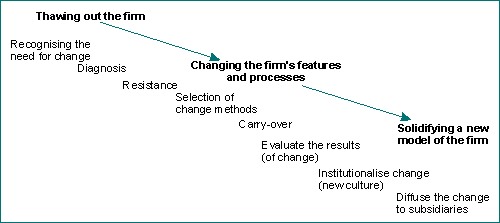 Thawing out the firm
Recognising the
need for change
Diagnosis
Changing the firm's features
and processes
Resistance
Selection of
change methods
Carry-over
Solidifying a new
model of the firm
Evaluate the results
(of change)
Institutionalise change
(new culture)
Diffuse the change
to subsidiaries